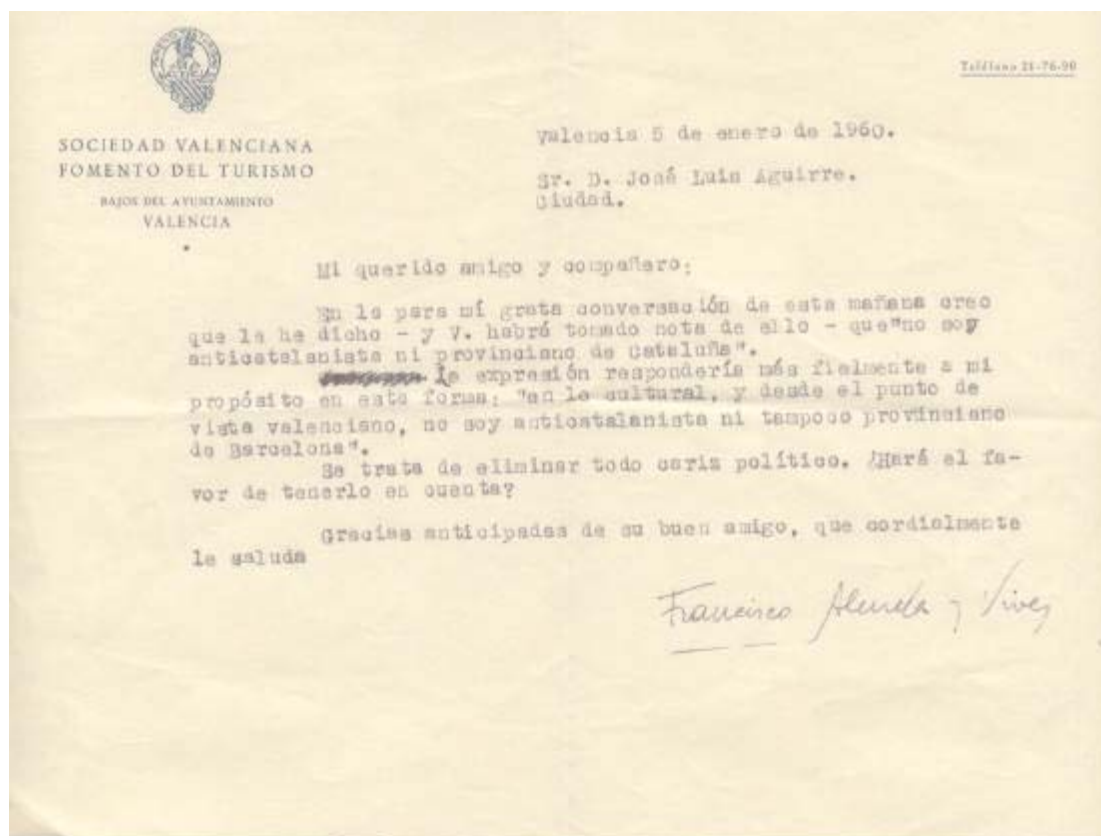 Teléfono 21-76-90
SOCIEDAD VALENCIANA
FOMENTO DEL TURISMO
BAJOS DEL AYUNTAMIENTO
VALENCIA
Valencia 5 de enero de 1960.
Sr. D. José Luis Aguirre.
Ciudad.
Mi querido amigo y compañero:
En la para mí grata conversación de esta mañana creo
que le he dicho - y V. habrá tomado nota de ello - que"no soy
anticatalanista ni provinciano de Cataluña".
la expresión respondería más fielmente a mi
propósito en esta forma: "en lo cultural, y desde el punto de
vista valenciano, no soy anticatalanista ni tampoco provinciano
de Barcelona".
Se trata de eliminar todo cariz político. ¿Hará el fa-
vor de tenerlo en cuenta?
Gracias anticipadas de su buen amigo, que cordialmente
le saluda
Francisco Almela y Vives